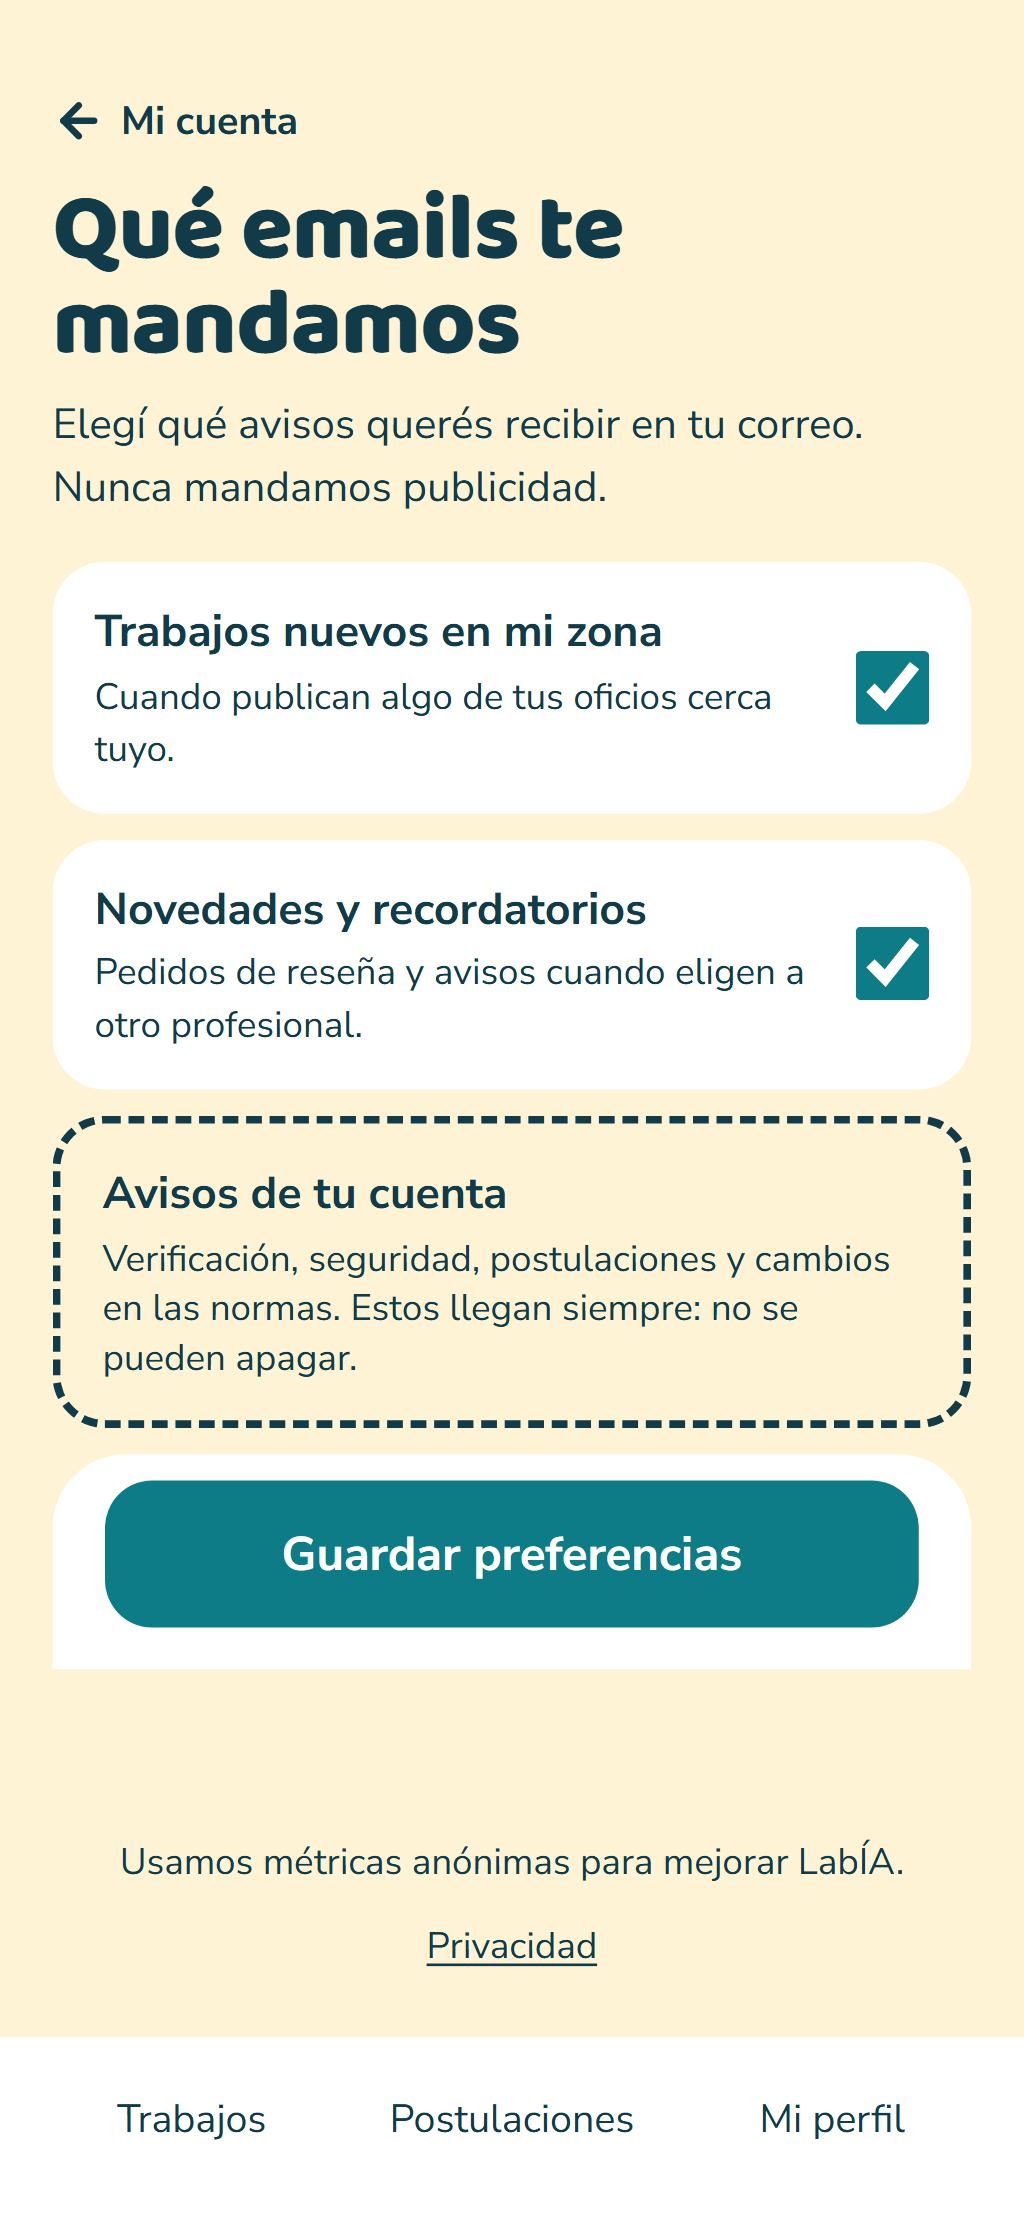 Mi cuenta
Qué emails te
mandamos
Elegí qué avisos querés recibir en tu correo.
Nunca mandamos publicidad.
Trabajos nuevos en mi zona
Cuando publican algo de tus oficios cerca
tuyo.
Novedades y recordatorios
Pedidos de reseña y avisos cuando eligen a
otro profesional.
Avisos de tu cuenta
Verificación, seguridad, postulaciones y cambios
en las normas. Estos llegan siempre: no se
pueden apagar.
Guardar preferencias
Usamos métricas anónimas para mejorar LabÍA.
Privacidad
Trabajos
Postulaciones
Mi perfil